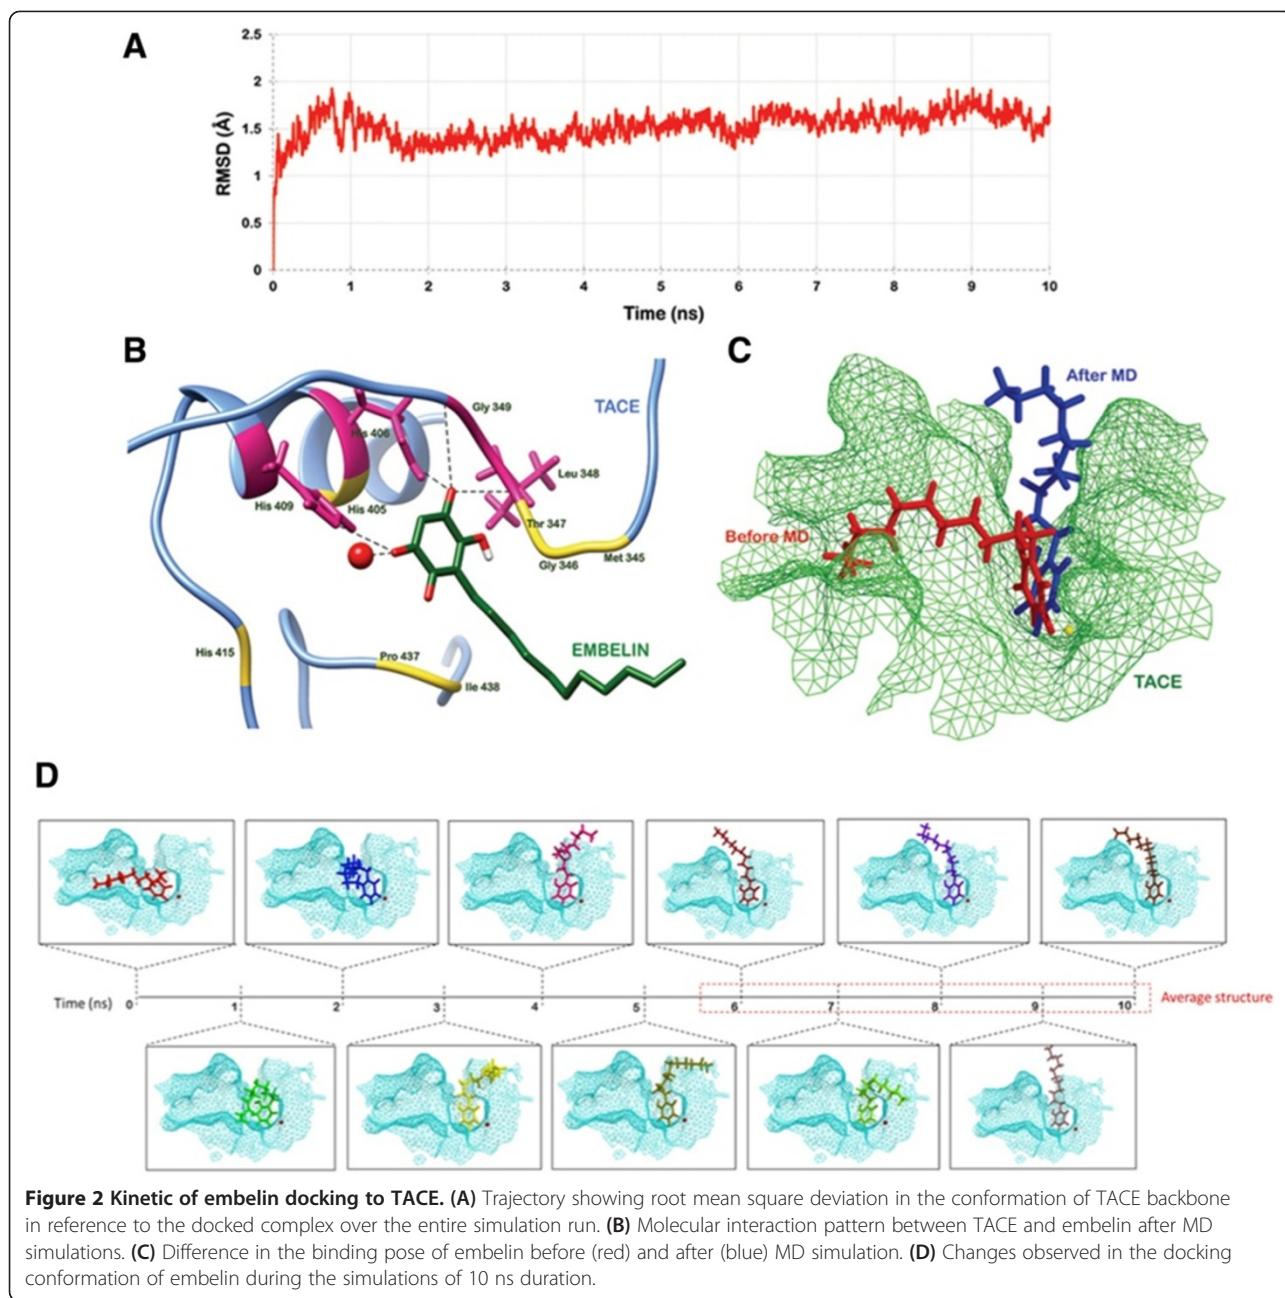 A
2.5
2
1.5
1
0.5
0
RMSD (Å)
0 1 2 3 4 5 6 7 8 9 10
Time (ns)
B
Gly 349
TACE
His 406
Leu 348
His 409
His 405
Thr 347
Gly 346
Met 345
His 415
Pro 437
EMBELIN
Ile 438
C
After MD
Before MD
TACE
D
Time (ns) 0 1 2 3 4 5 6 7 8 9 10
Average structure
Figure 2 Kinetic of embelin docking to TACE. (A) Trajectory showing root mean square deviation in the conformation of TACE backbone
in reference to the docked complex over the entire simulation run. (B) Molecular interaction pattern between TACE and embelin after MD
simulations. (C) Difference in the binding pose of embelin before (red) and after (blue) MD simulation. (D) Changes observed in the docking
conformation of embelin during the simulations of 10 ns duration.